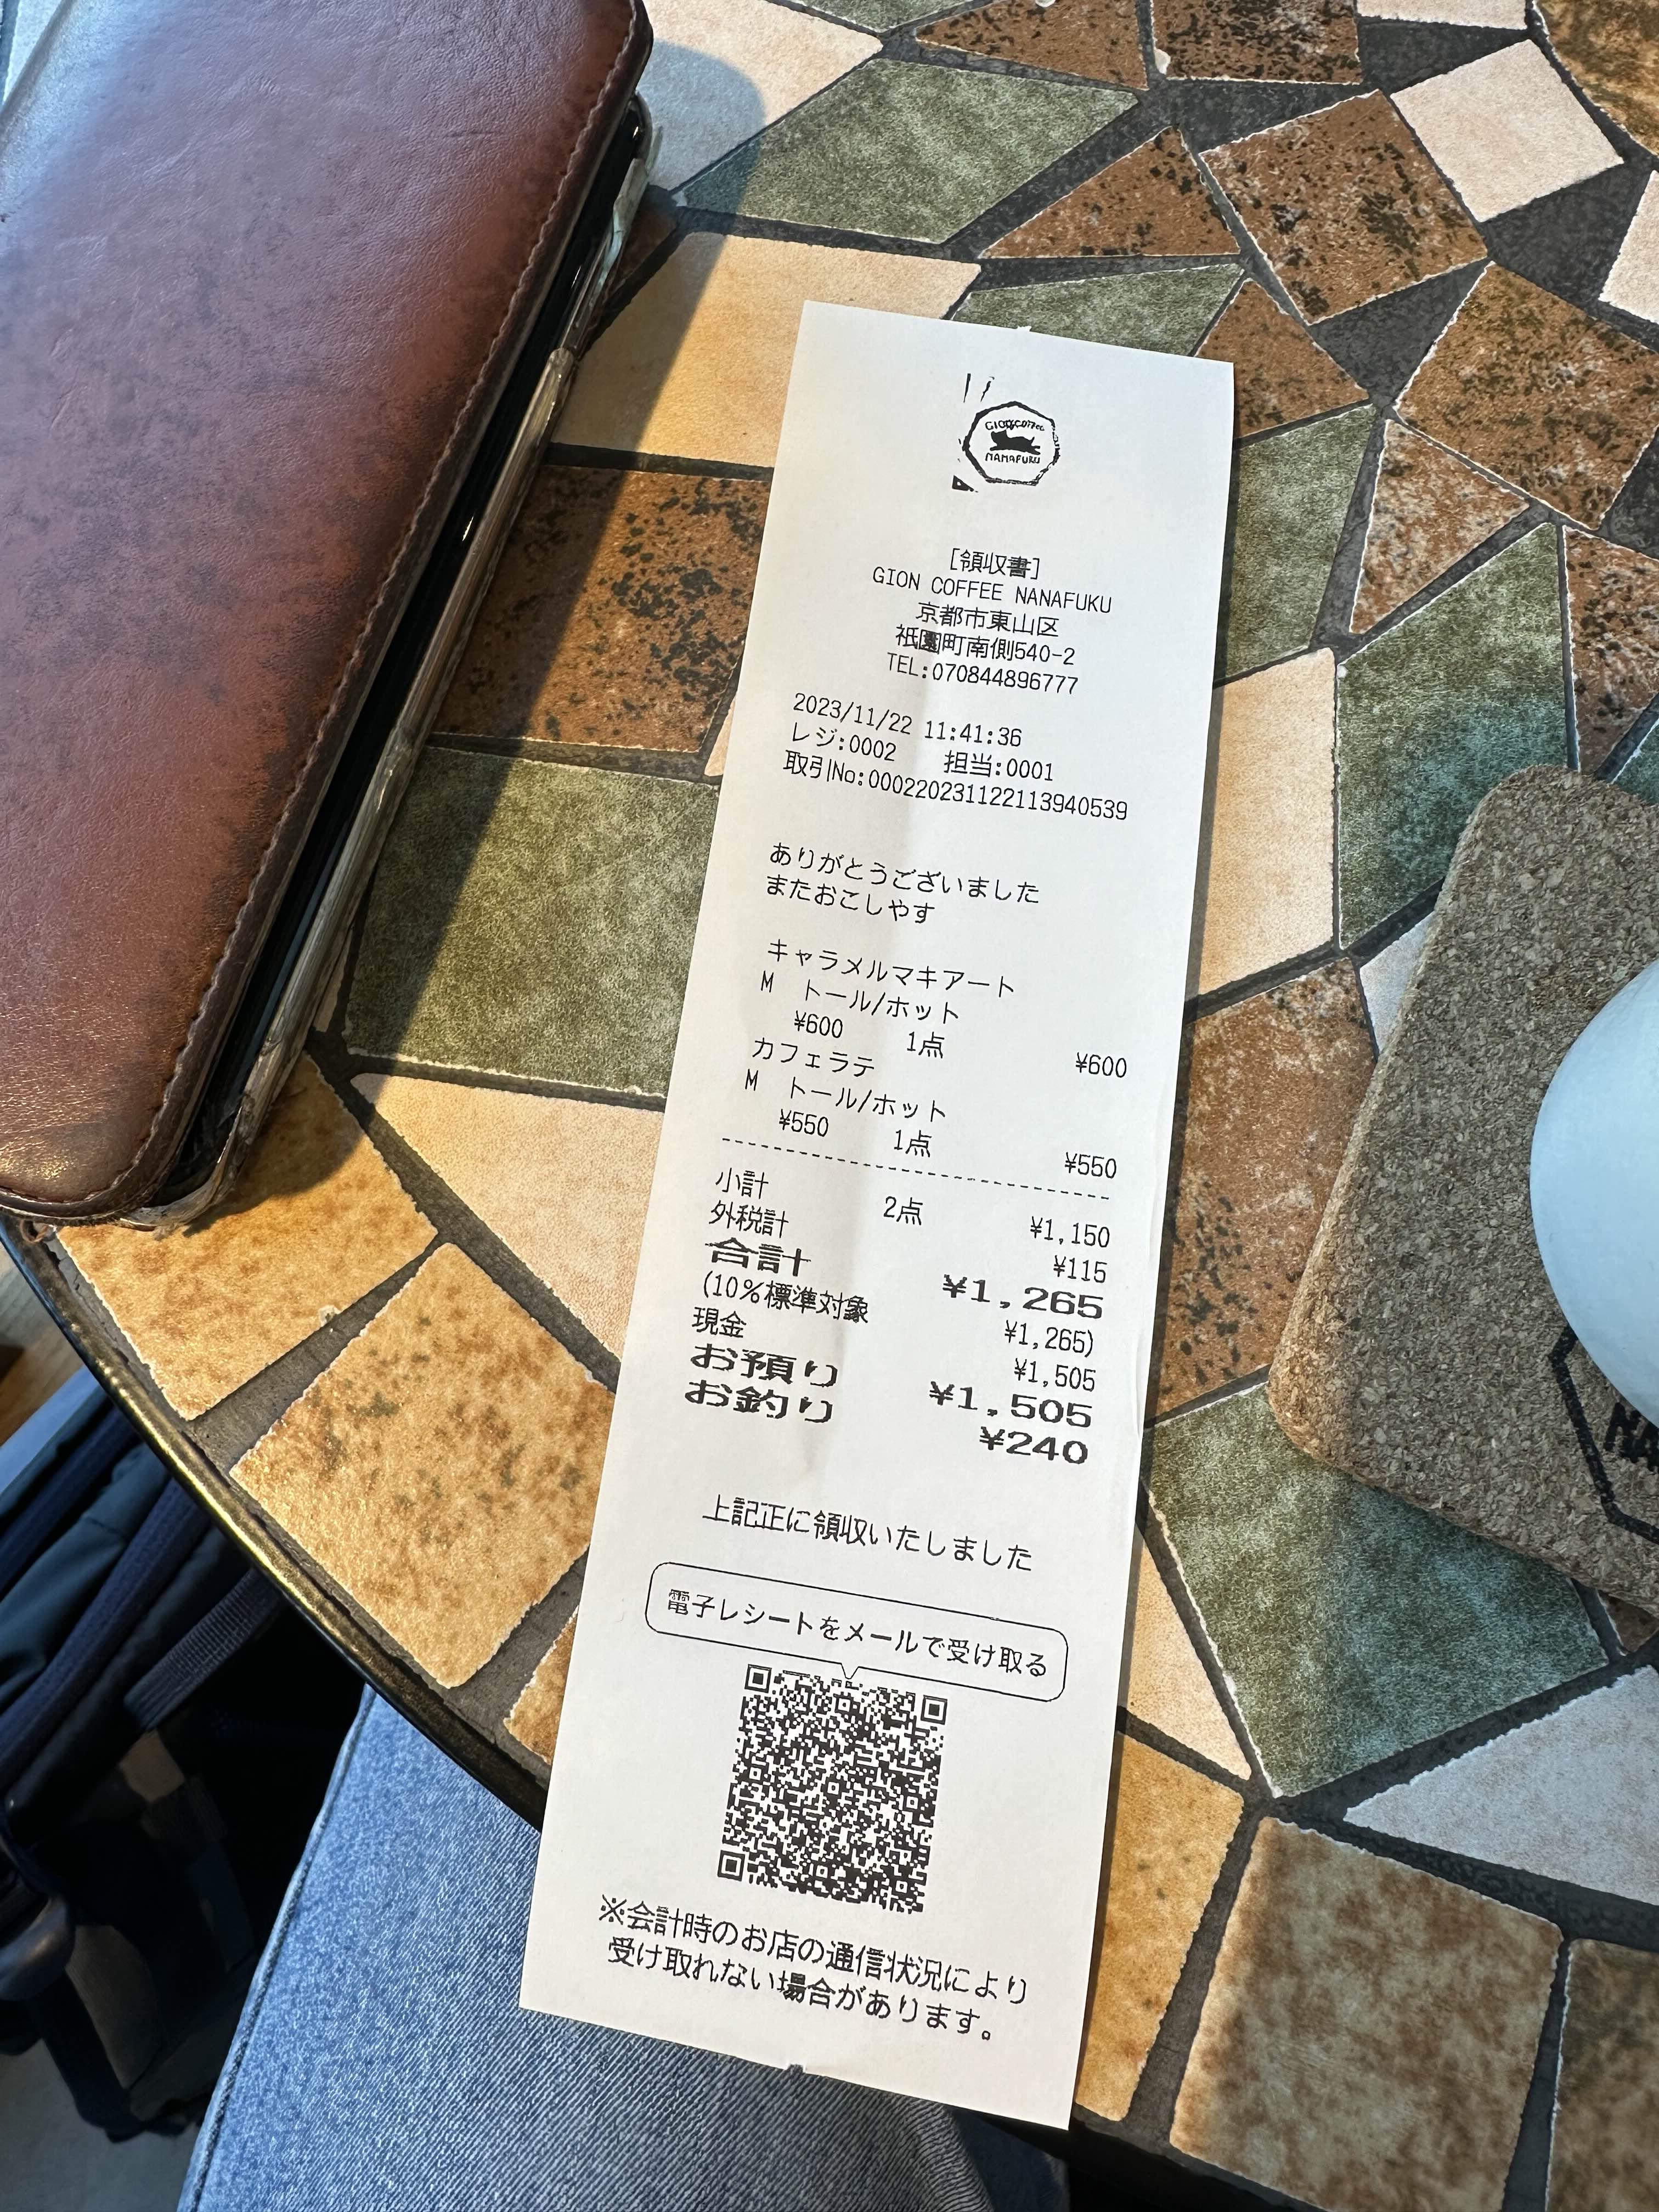 GION Coffee
NANAFUKU
[領収書]
GION COFFEE NANAFUKU
京都市東山区
祇園町南側540-2
TEL:070844896777
2023/11/22 11:41:36
レジ:0002 担当:0001
取引No:000220231122113940539
ありがとうございました
またおこしやす
キャラメルマキアート
M トール/ホット
¥600 1点 ¥600
カフェラテ
M トール/ホット
¥550 1点 ¥550
小計 2点 ¥1,150
外税計 ¥115
合計 ¥1,265
(10%標準対象 ¥1,265)
現金 ¥1,505
お預り ¥1,505
お釣り ¥240
上記正に領収いたしました
電子レシートをメールで受け取る
※会計時のお店の通信状況により
受け取れない場合があります。